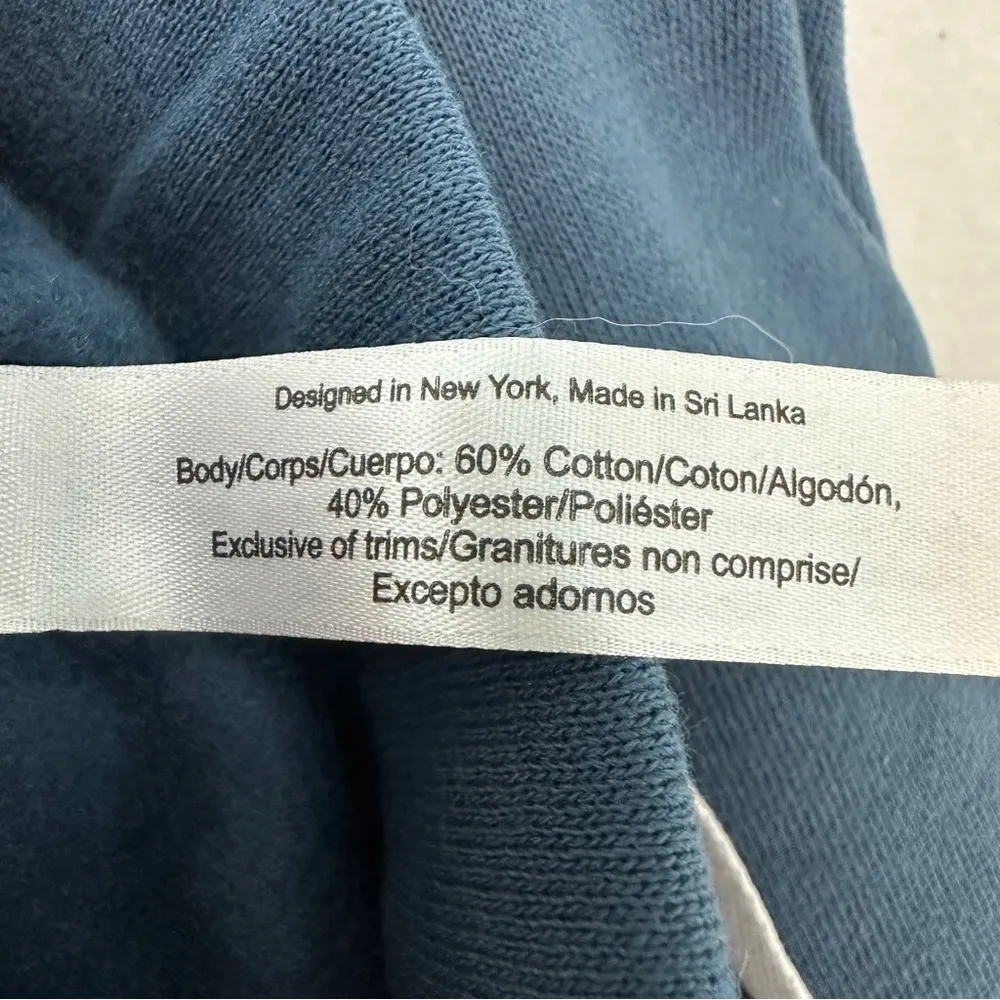 Designed in New York, Made in Sri Lanka
Body/Corps/Cuerpo: 60% Cotton/Coton/Algodón,
40% Polyester/Poliéster
Exclusive of trims/Granitures non comprise/
Excepto adornos